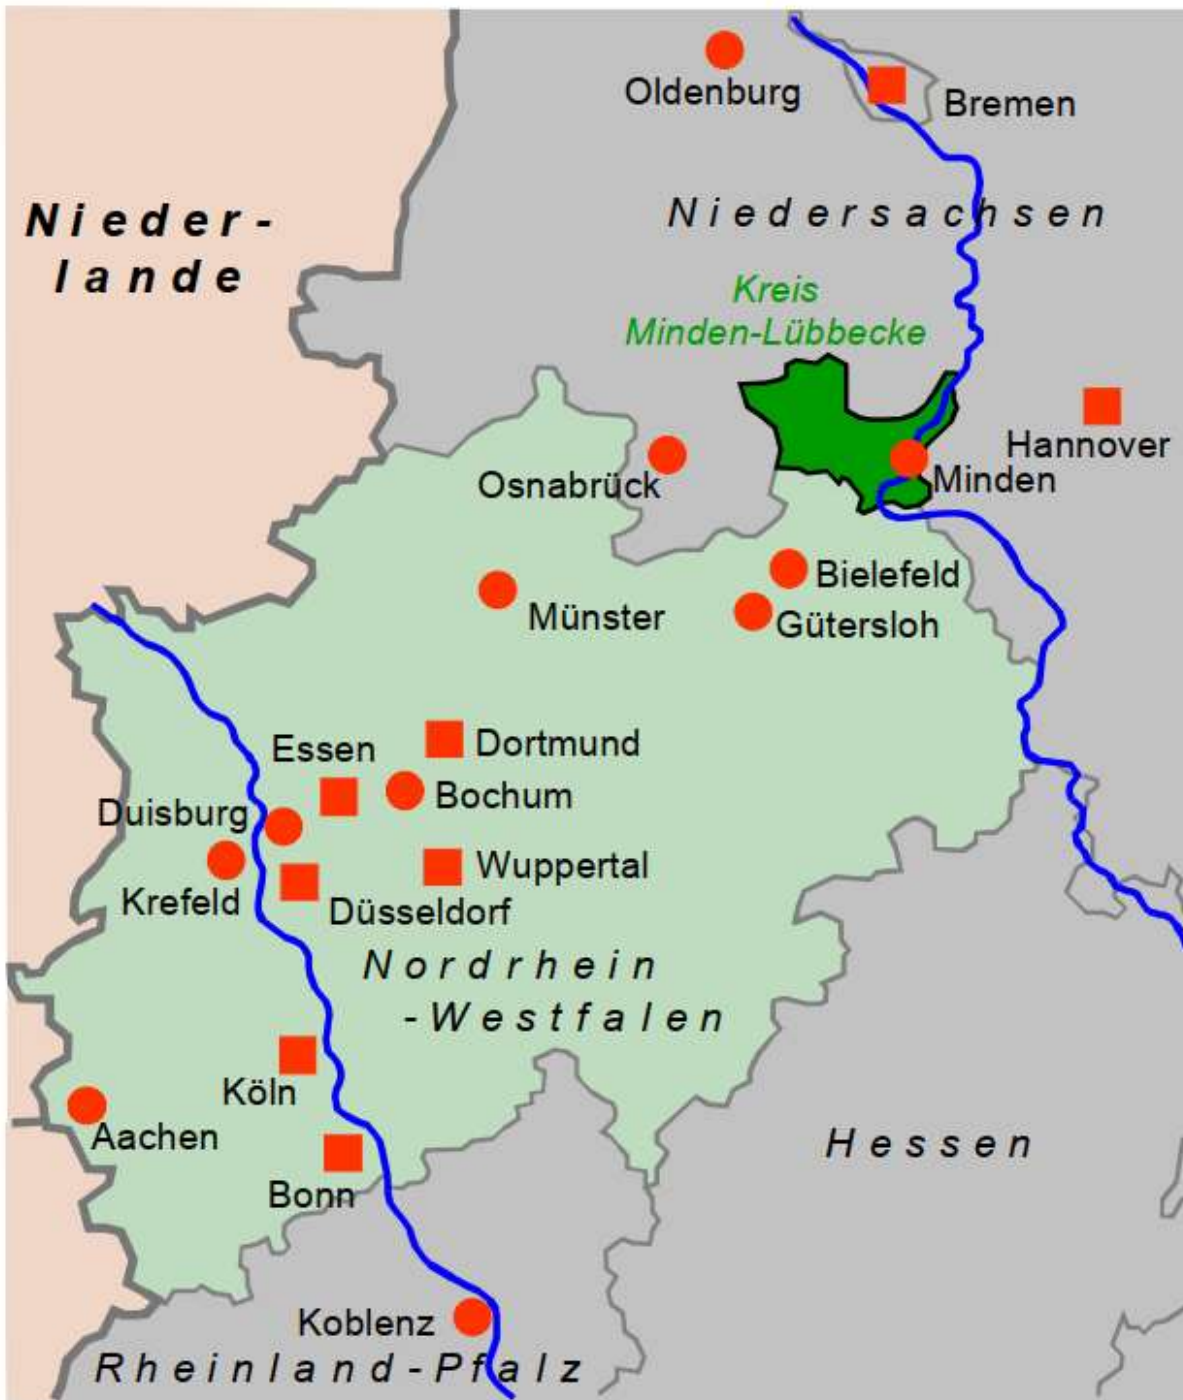 Oldenburg
Bremen
Nieder-
lande
Niedersachsen
Kreis
Minden-Lübbecke
Hannover
Osnabrück
Minden
Bielefeld
Münster
Gütersloh
Essen
Dortmund
Duisburg
Bochum
Wuppertal
Krefeld
Düsseldorf
Nordrhein
-Westfalen
Köln
Aachen
Hessen
Bonn
Koblenz
Rheinland-Pfalz